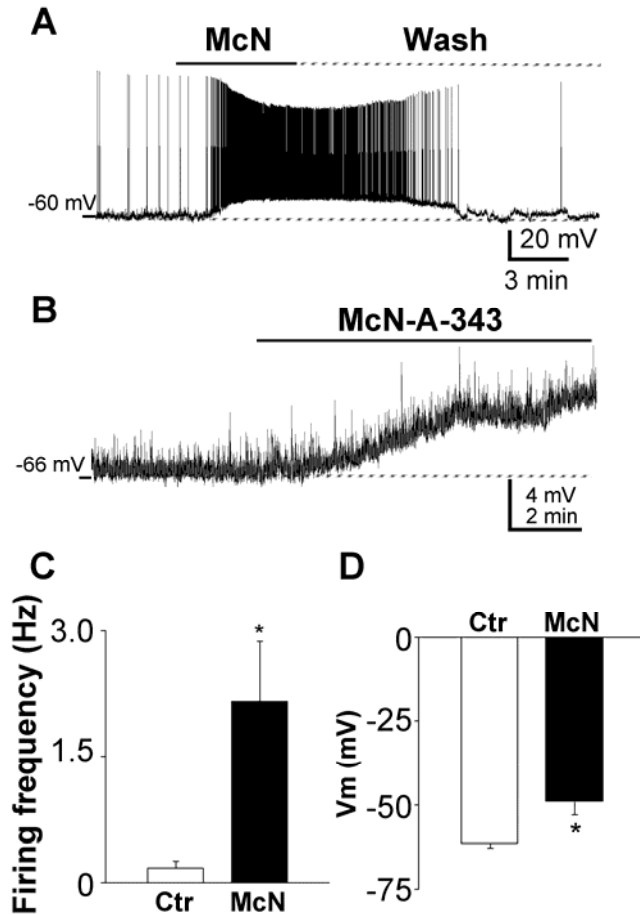 A
McN Wash
-60 mV
20 mV
3 min
B
McN-A-343
-66 mV
4 mV
2 min
C
Firing frequency (Hz)
3.0
1.5
0
*
Ctr McN
D
Ctr McN
Vm (mV)
0
-25
-50
-75
*